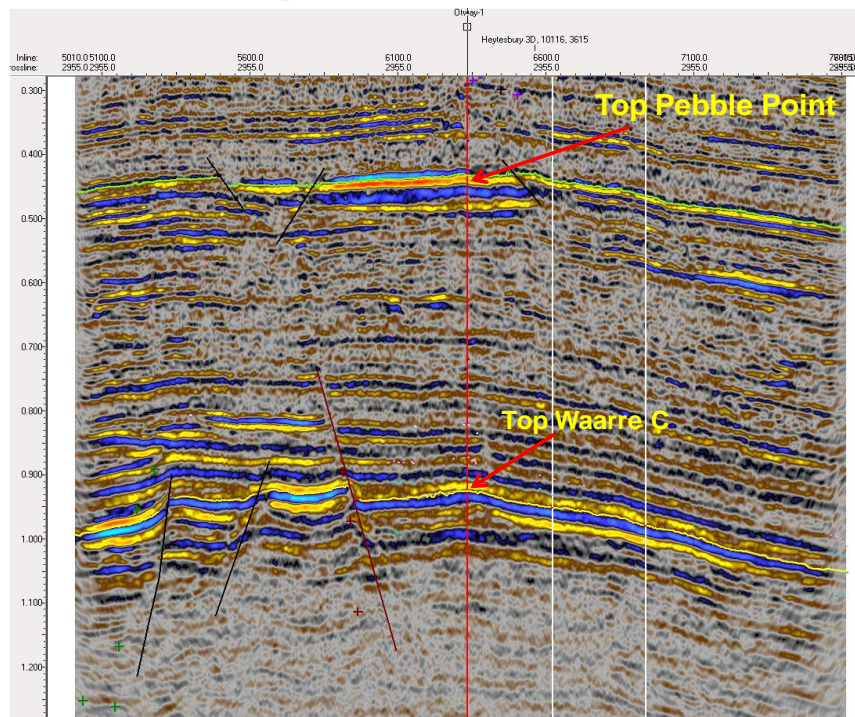 Otway-1
Heytesbury 3D, 10116, 3615
Inline: 5010.0 5100.0 5600.0 6100.0 6600.0 7100.0
rossline: 2955.0 2955.0 2955.0 2955.0 2955.0 2955.0
0.300
Top Pebble Point
0.400
0.500
0.600
0.700
0.800
Top Waarre C
0.900
1.000
1.100
1.200